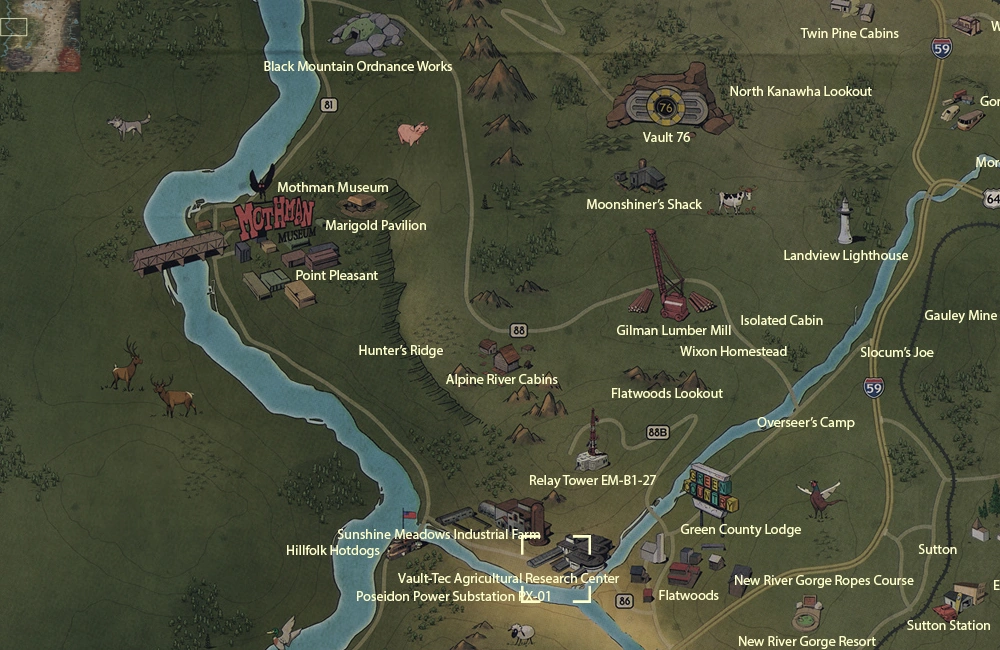 Twin Pine Cabins
59
Black Mountain Ordnance Works
North Kanawha Lookout
81
76
Vault 76
Mothman Museum
Moonshiner's Shack
64
MOTHMAN
MUSEUM
Marigold Pavilion
Landview Lighthouse
Point Pleasant
88
Gilman Lumber Mill
Isolated Cabin
Gauley Mine
Hunter's Ridge
Wixon Homestead
Slocum's Joe
Alpine River Cabins
59
Flatwoods Lookout
88B
Overseer's Camp
Relay Tower EM-B1-27
GREEN
COUNTRY
Green County Lodge
Sunshine Meadows Industrial Farm
Hillfolk Hotdogs
Sutton
Vault-Tec Agricultural Research Center
New River Gorge Ropes Course
Poseidon Power Substation PX-01
86
Flatwoods
Sutton Station
New River Gorge Resort